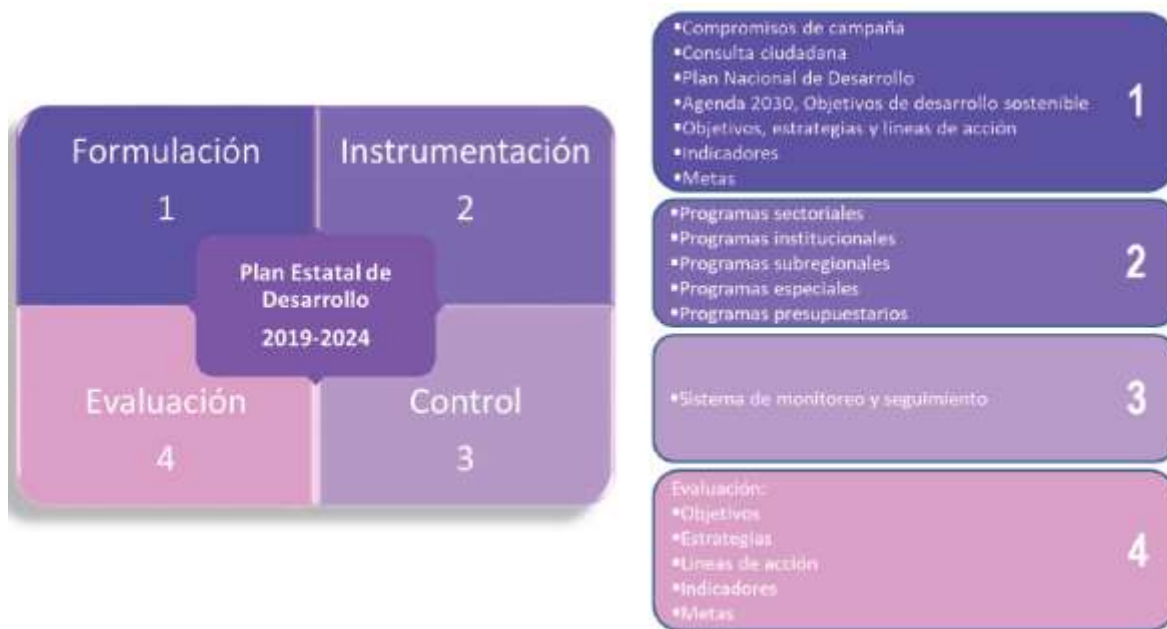 Formulación
1
Instrumentación
2
Plan Estatal de
Desarrollo
2019-2024
Evaluación
4
Control
3
▪Compromisos de campaña
▪Consulta ciudadana
▪Plan Nacional de Desarrollo
▪Agenda 2030, Objetivos de desarrollo sostenible
▪Objetivos, estrategias y líneas de acción
▪Indicadores
▪Metas
1
▪Programas sectoriales
▪Programas institucionales
▪Programas subregionales
▪Programas especiales
▪Programas presupuestarios
2
▪Sistema de monitoreo y seguimiento
3
Evaluación:
▪Objetivos
▪Estrategias
▪Líneas de acción
▪Indicadores
▪Metas
4